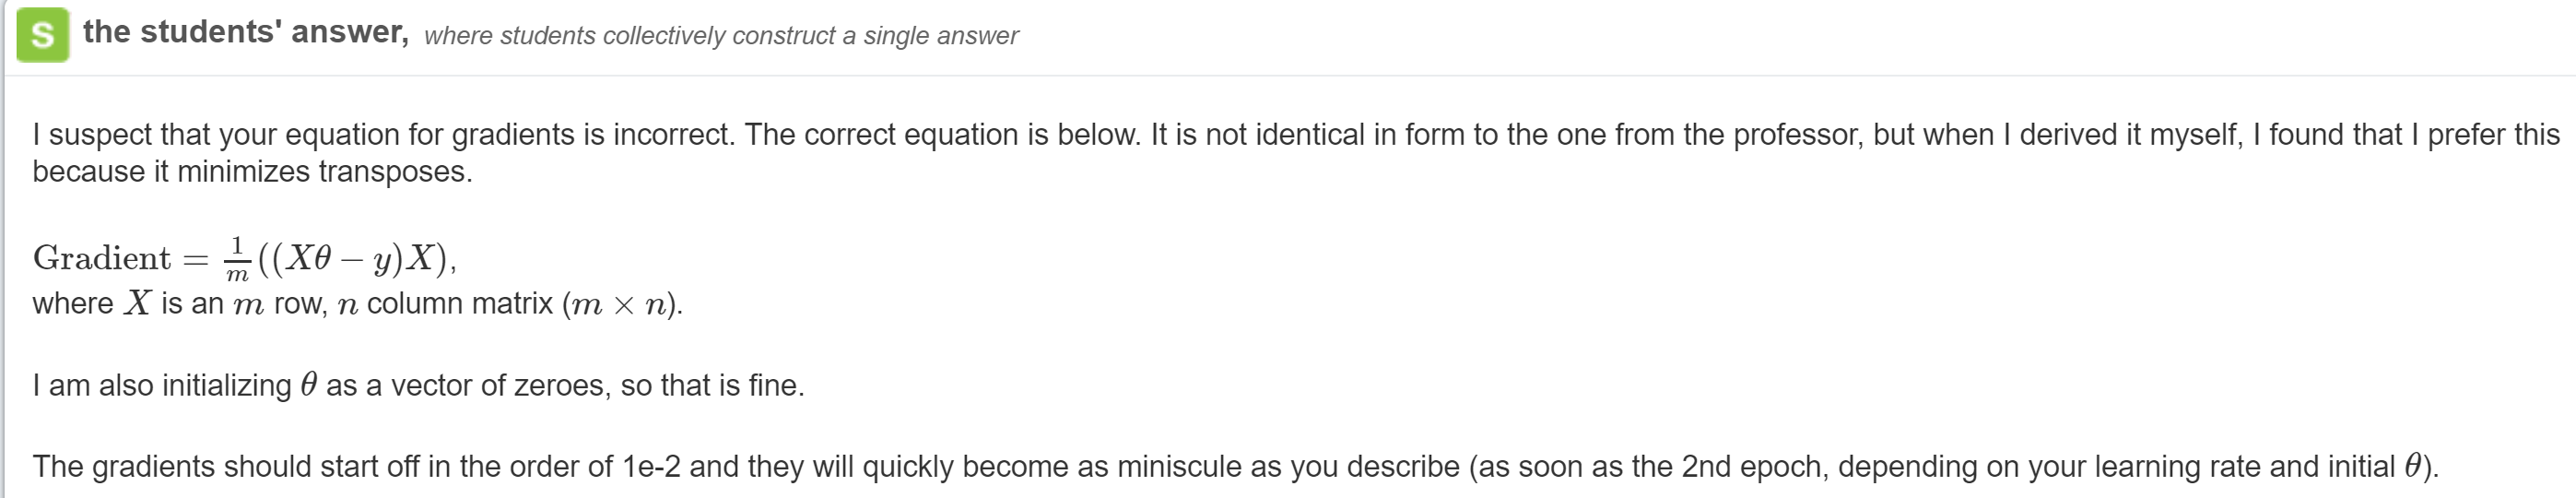 S the students' answer, where students collectively construct a single answer
I suspect that your equation for gradients is incorrect. The correct equation is below. It is not identical in form to the one from the professor, but when I derived it myself, I found that I prefer this
because it minimizes transposes.
Gradient = \frac{1}{m}((Xθ − y)X),
where X is an m row, n column matrix (m × n).
I am also initializing θ as a vector of zeroes, so that is fine.
The gradients should start off in the order of 1e-2 and they will quickly become as miniscule as you describe (as soon as the 2nd epoch, depending on your learning rate and initial θ).